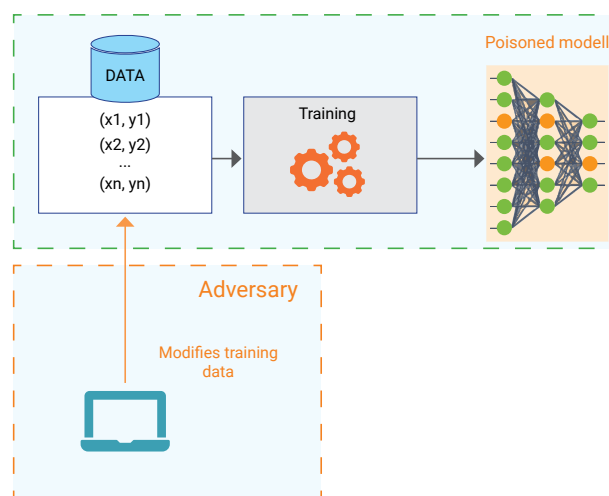 Poisoned modell
DATA
(x1, y1)
(x2, y2)
...
(xn, yn)
Training
Adversary
Modifies training
data